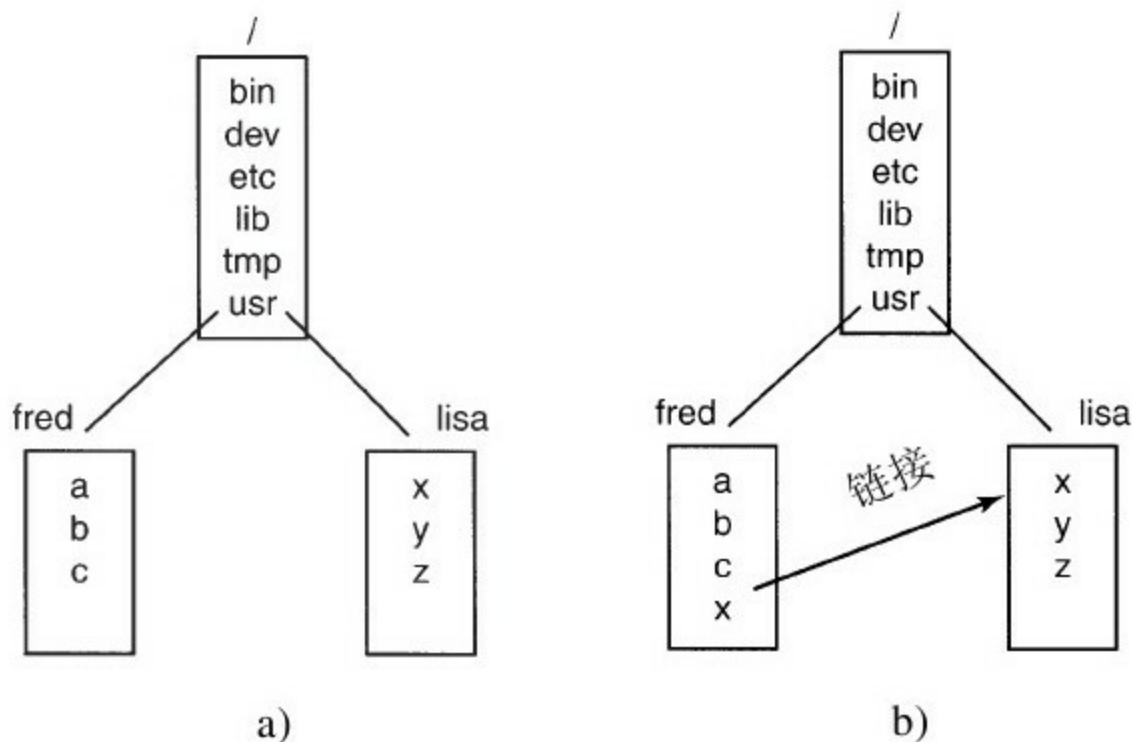 /
bin
dev
etc
lib
tmp
usr
fred
lisa
a
b
c
x
y
z
a)
/
bin
dev
etc
lib
tmp
usr
fred
lisa
a
b
c
x
链接
x
y
z
b)